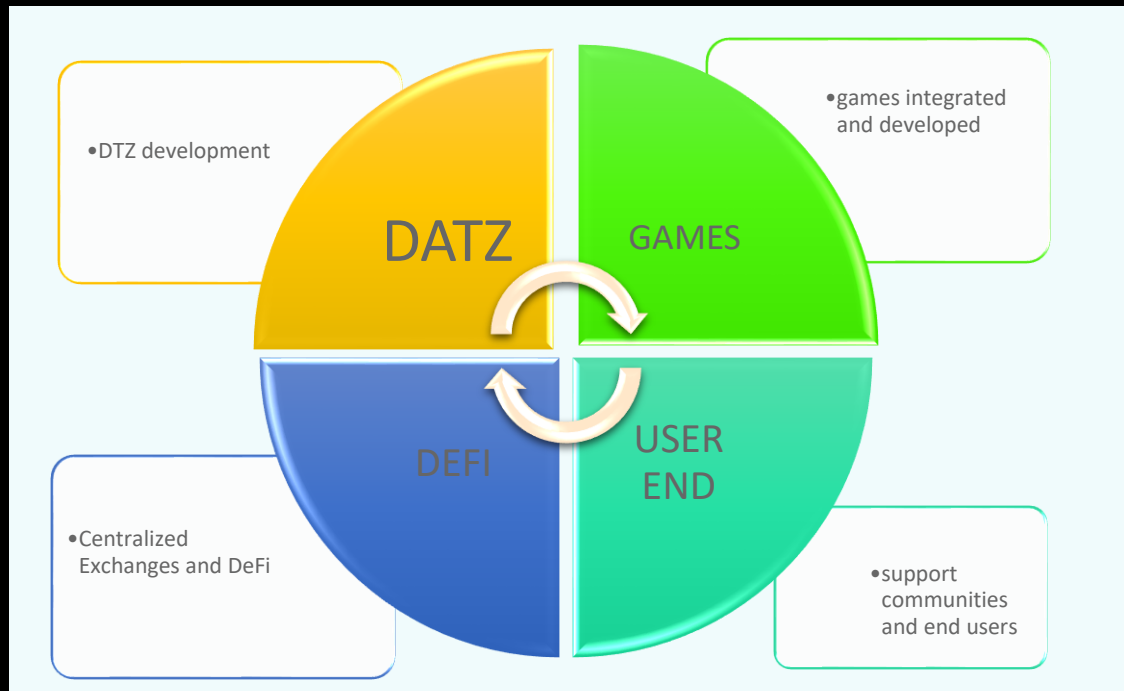 •DTZ development
DATZ
GAMES
•games integrated
and developed
•Centralized
Exchanges and DeFi
DEFI
USER
END
•support
communities
and end users